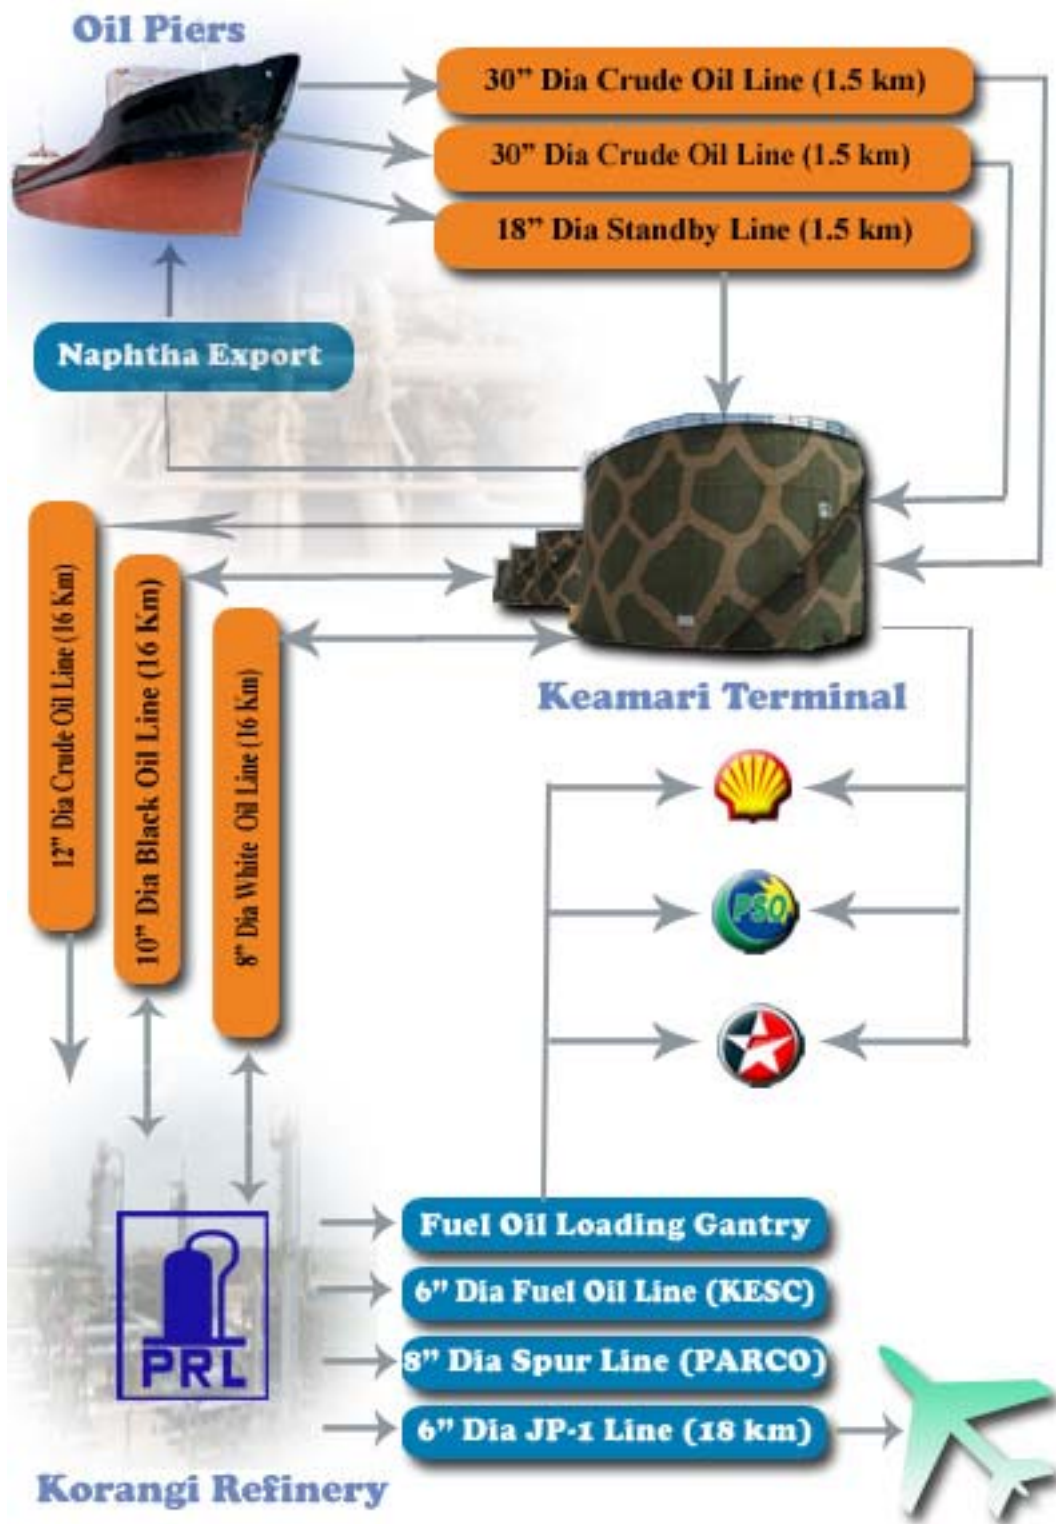 Oil Piers
30” Dia Crude Oil Line (1.5 km)
30” Dia Crude Oil Line (1.5 km)
18” Dia Standby Line (1.5 km)
Naphtha Export
12” Dia Crude Oil Line (16 Km)
10” Dia Black Oil Line (16 Km)
8” Dia White Oil Line (16 Km)
Keamari Terminal
PSO
Fuel Oil Loading Gantry
6” Dia Fuel Oil Line (KESC)
8” Dia Spur Line (PARCO)
6” Dia JP-1 Line (18 km)
PRL
Korangi Refinery